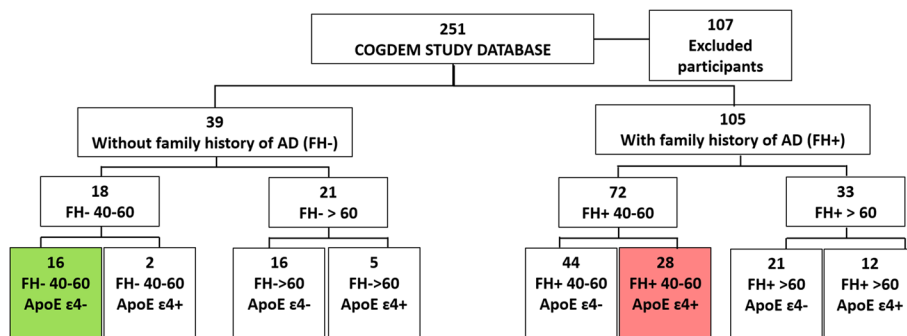 251
COGDEM STUDY DATABASE
107
Excluded
participants
39
Without family history of AD (FH-)
105
With family history of AD (FH+)
18
FH- 40-60
21
FH- > 60
72
FH+ 40-60
33
FH+ > 60
16
FH- 40-60
ApoE ε4-
2
FH- 40-60
ApoE ε4+
16
FH->60
ApoE ε4-
5
FH->60
ApoE ε4+
44
FH+ 40-60
ApoE ε4-
28
FH+ 40-60
ApoE ε4+
21
FH+ >60
ApoE ε4-
12
FH+ >60
ApoE ε4+